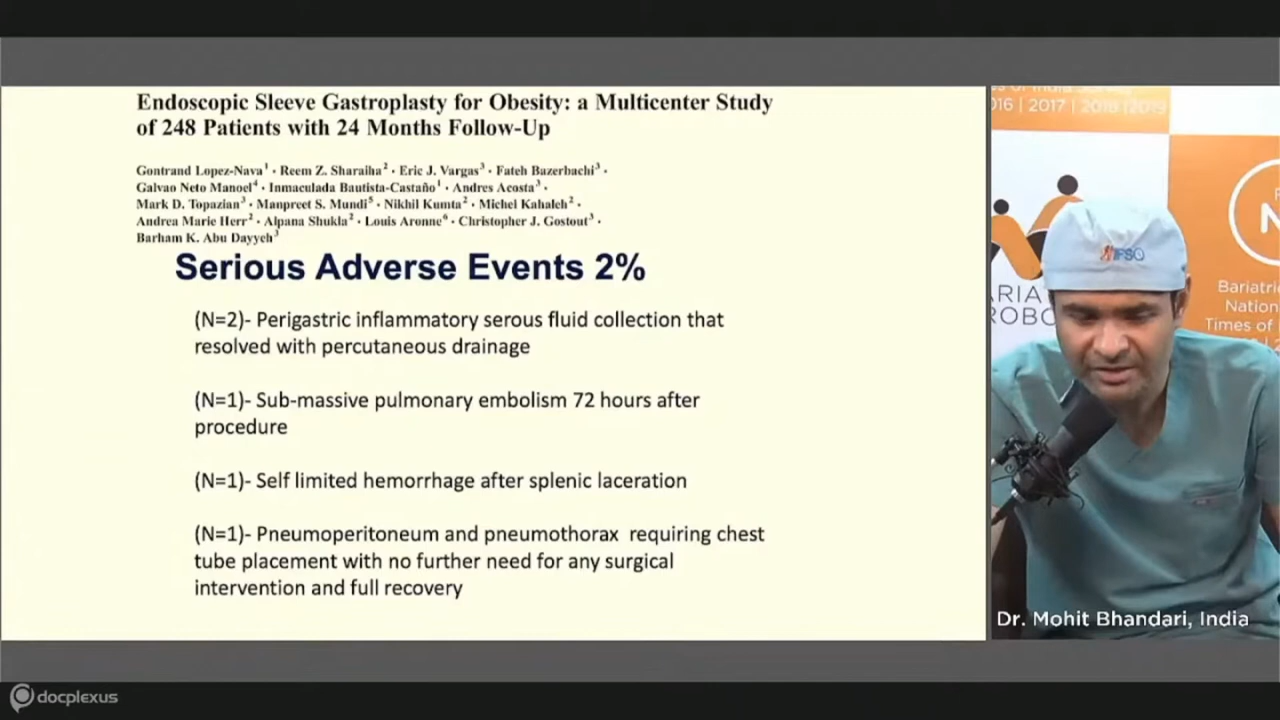 Endoscopic Sleeve Gastroplasty for Obesity: a Multicenter Study
of 248 Patients with 24 Months Follow-Up
Gontrand Lopez-Nava1 · Reem Z. Sharaiha2 · Eric J. Vargas3 · Fateh Bazerbachi3 ·
Galvao Neto Manoel4 · Inmaculada Bautista-Castaño1 · Andres Acosta3 ·
Mark D. Topazian3 · Manpreet S. Mundi5 · Nikhil Kumta2 · Michel Kahaleh2 ·
Andrea Marie Herr2 · Alpana Shukla2 · Louis Aronne6 · Christopher J. Gostout3 ·
Barham K. Abu Dayyeh3
Serious Adverse Events 2%
(N=2)- Perigastric inflammatory serous fluid collection that
resolved with percutaneous drainage
(N=1)- Sub-massive pulmonary embolism 72 hours after
procedure
(N=1)- Self limited hemorrhage after splenic laceration
(N=1)- Pneumoperitoneum and pneumothorax requiring chest
tube placement with no further need for any surgical
intervention and full recovery
016 | 2017 | 2018 | 2019
ARIA
ROBO
IFSO
Bariatri
Nation
Times of
Dr. Mohit Bhandari, India
docplexus